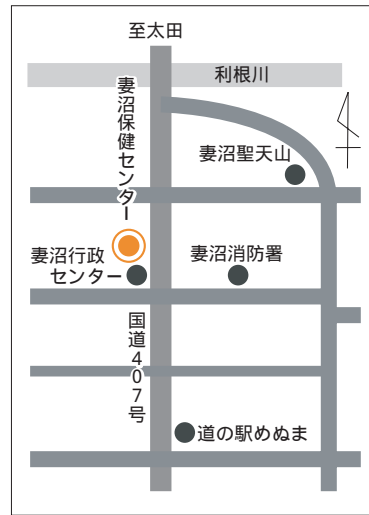 至太田
利根川
妻沼保健センター
妻沼聖天山
妻沼行政
センター
妻沼消防署
国道407号
道の駅めぬま